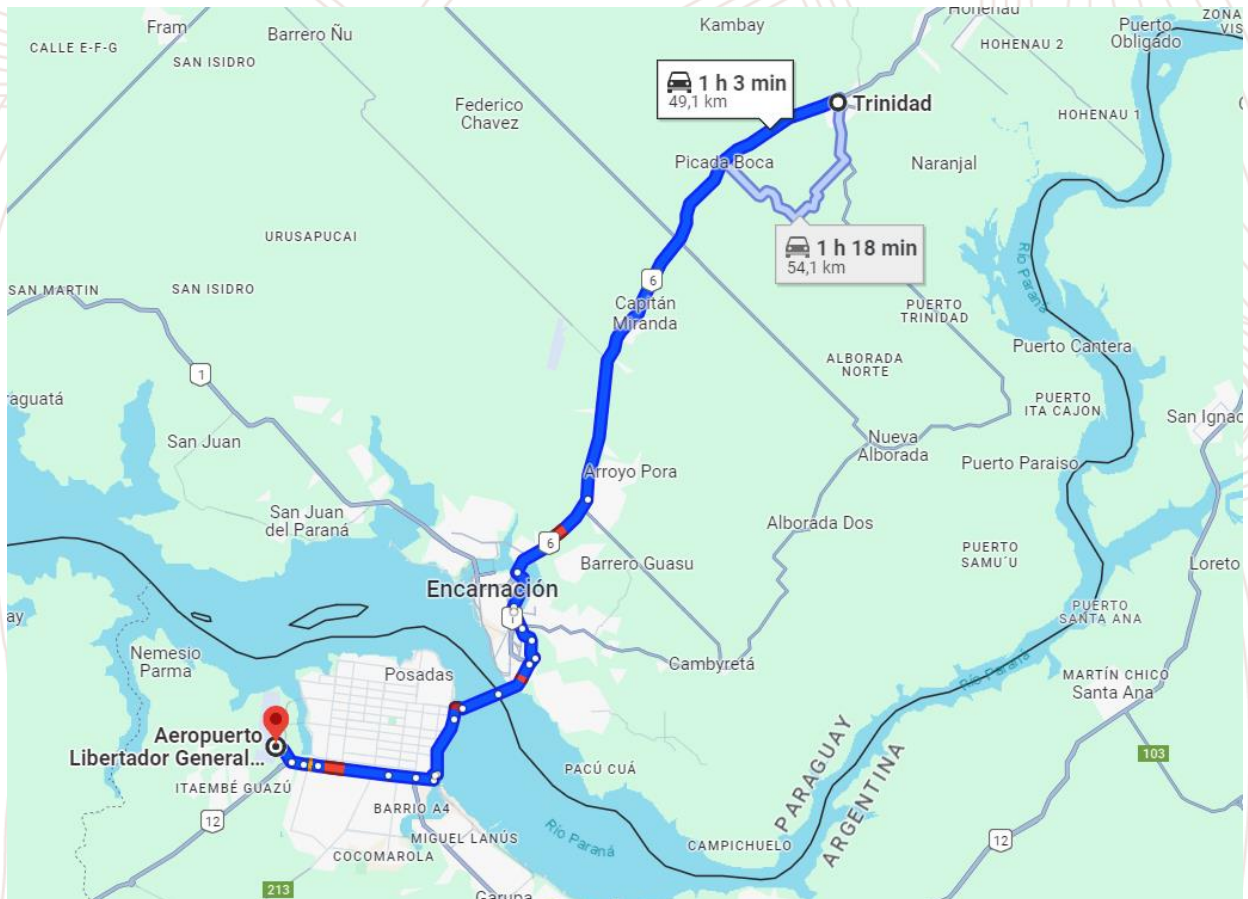 Fram
CALLE E-F-G
Barrero Ñu
SAN ISIDRO
Kambay
Hohenau
HOHENAU 2
Puerto
Obligado
ZONA
VIS
1 h 3 min
49,1 km
Trinidad
Federico
Chavez
HOHENAU 1
Picada Boca
Naranjal
URUSAPUCAI
1 h 18 min
54,1 km
Río Paraná
SAN MARTIN
SAN ISIDRO
6
Capitán
Miranda
PUERTO
TRINIDAD
Puerto Cantera
ALBORADA
NORTE
1
raguatá
PUERTO
ITA CAJON
San Ignac
San Juan
Nueva
Alborada
Puerto Paraiso
Arroyo Pora
San Juan
del Paraná
Alborada Dos
6
Barrero Guasu
PUERTO
SAMU´U
Loreto
Encarnación
1
PUERTO
SANTA ANA
ay
Nemesio
Parma
Posadas
Cambyretá
Río Paraná
MARTÍN CHICO
Santa Ana
Aeropuerto
Libertador General...
PARAGUAY
ARGENTINA
103
PACÚ CUÁ
ITAEMBÉ GUAZÚ
BARRIO A4
12
MIGUEL LANÚS
Río Paraná
CAMPICHUELO
12
COCOMAROLA
213
Garupa